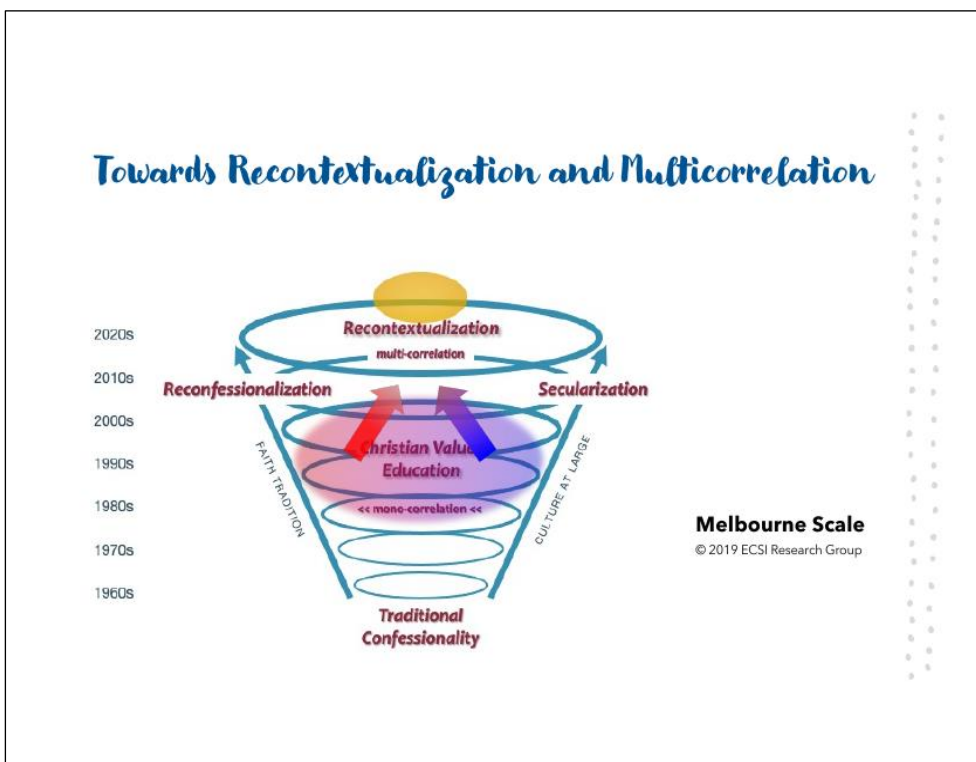 Towards Recontextualization and Multicorrelation
2020s
2010s
2000s
1990s
1980s
1970s
1960s
Recontextualization
multi-correlation
Reconfessionalization
Secularization
FAITH TRADITION
CULTURE AT LARGE
Christian Value
Education
<< mono-correlation <<
Traditional
Confessionality
Melbourne Scale
© 2019 ECSI Research Group